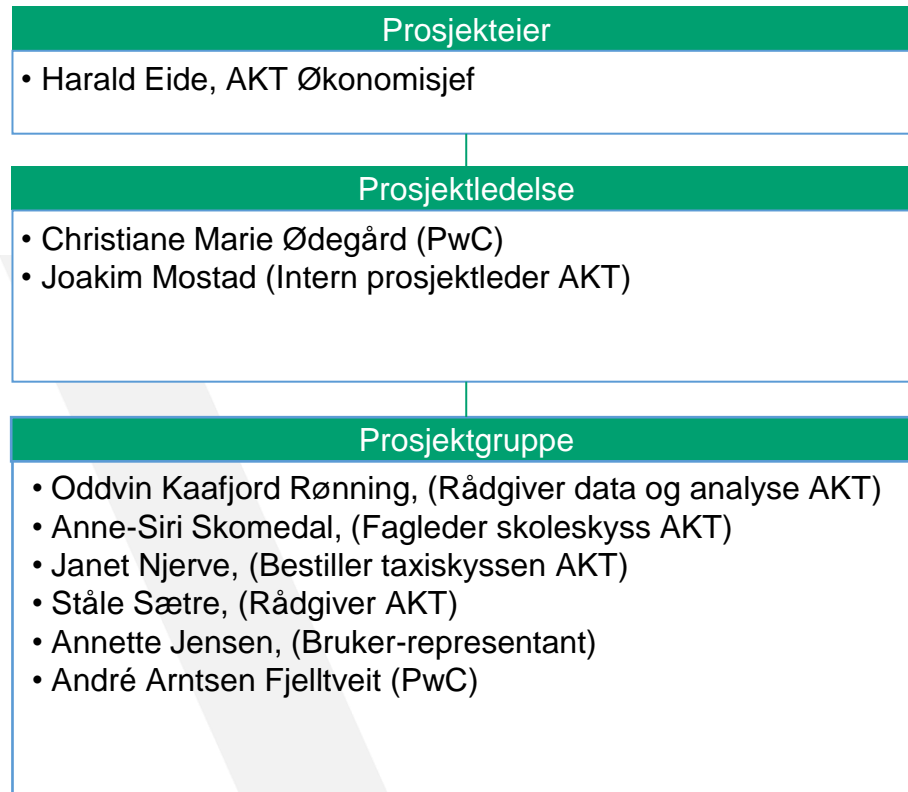 Prosjekteier
• Harald Eide, AKT Økonomisjef
Prosjektledelse
• Christiane Marie Ødegård (PwC)
• Joakim Mostad (Intern prosjektleder AKT)
Prosjektgruppe
• Oddvin Kaafjord Rønning, (Rådgiver data og analyse AKT)
• Anne-Siri Skomedal, (Fagleder skoleskyss AKT)
• Janet Njerve, (Bestiller taxiskyssen AKT)
• Ståle Sætre, (Rådgiver AKT)
• Annette Jensen, (Bruker-representant)
• André Arntsen Fjelltveit (PwC)